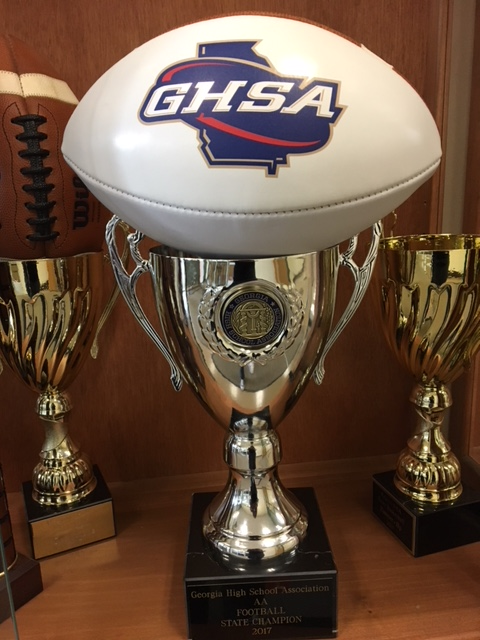 GHSA
Georgia High School Association
AA
FOOTBALL
STATE CHAMPION
2017